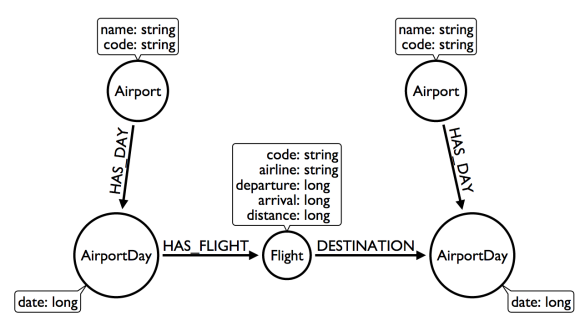 name: string
code: string
name: string
code: string
Airport
Airport
HAS_DAY
HAS_DAY
code: string
airline: string
departure: long
arrival: long
distance: long
AirportDay
HAS_FLIGHT
Flight
DESTINATION
AirportDay
date: long
date: long